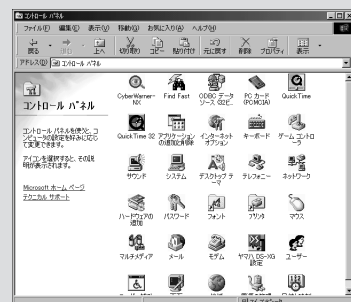 コントロール パネル
ファイル(F) 編集(E) 表示(V) 移動(G) お気に入り(A) ヘルプ(H)
戻る 進む 上へ 切り取り コピー 貼り付け 元に戻す 削除 プロパティ 表示
アドレス(D) コントロール パネル
コントロール パネル
コントロール パネルを使って、コ
ンピュータの設定を好みに応じ
て変更できます。
アイコンを選択すると、その説
明が表示されます。
Microsoft ホーム ページ
テクニカル サポート
CyberWarner-NX Find Fast ODBC データ ソース (32ビ... PC カード (PCMCIA) QuickTime
QuickTime 32 アプリケーションの追加と削除 インターネット オプション キーボード ゲーム コントローラ
サウンド システム デスクトップ テーマ テレフォニー ネットワーク
ハードウェアの追加 パスワード フォント プリンタ マウス
マルチメディア メール モデム ヤマハ DS-XG 設定 ユーザー